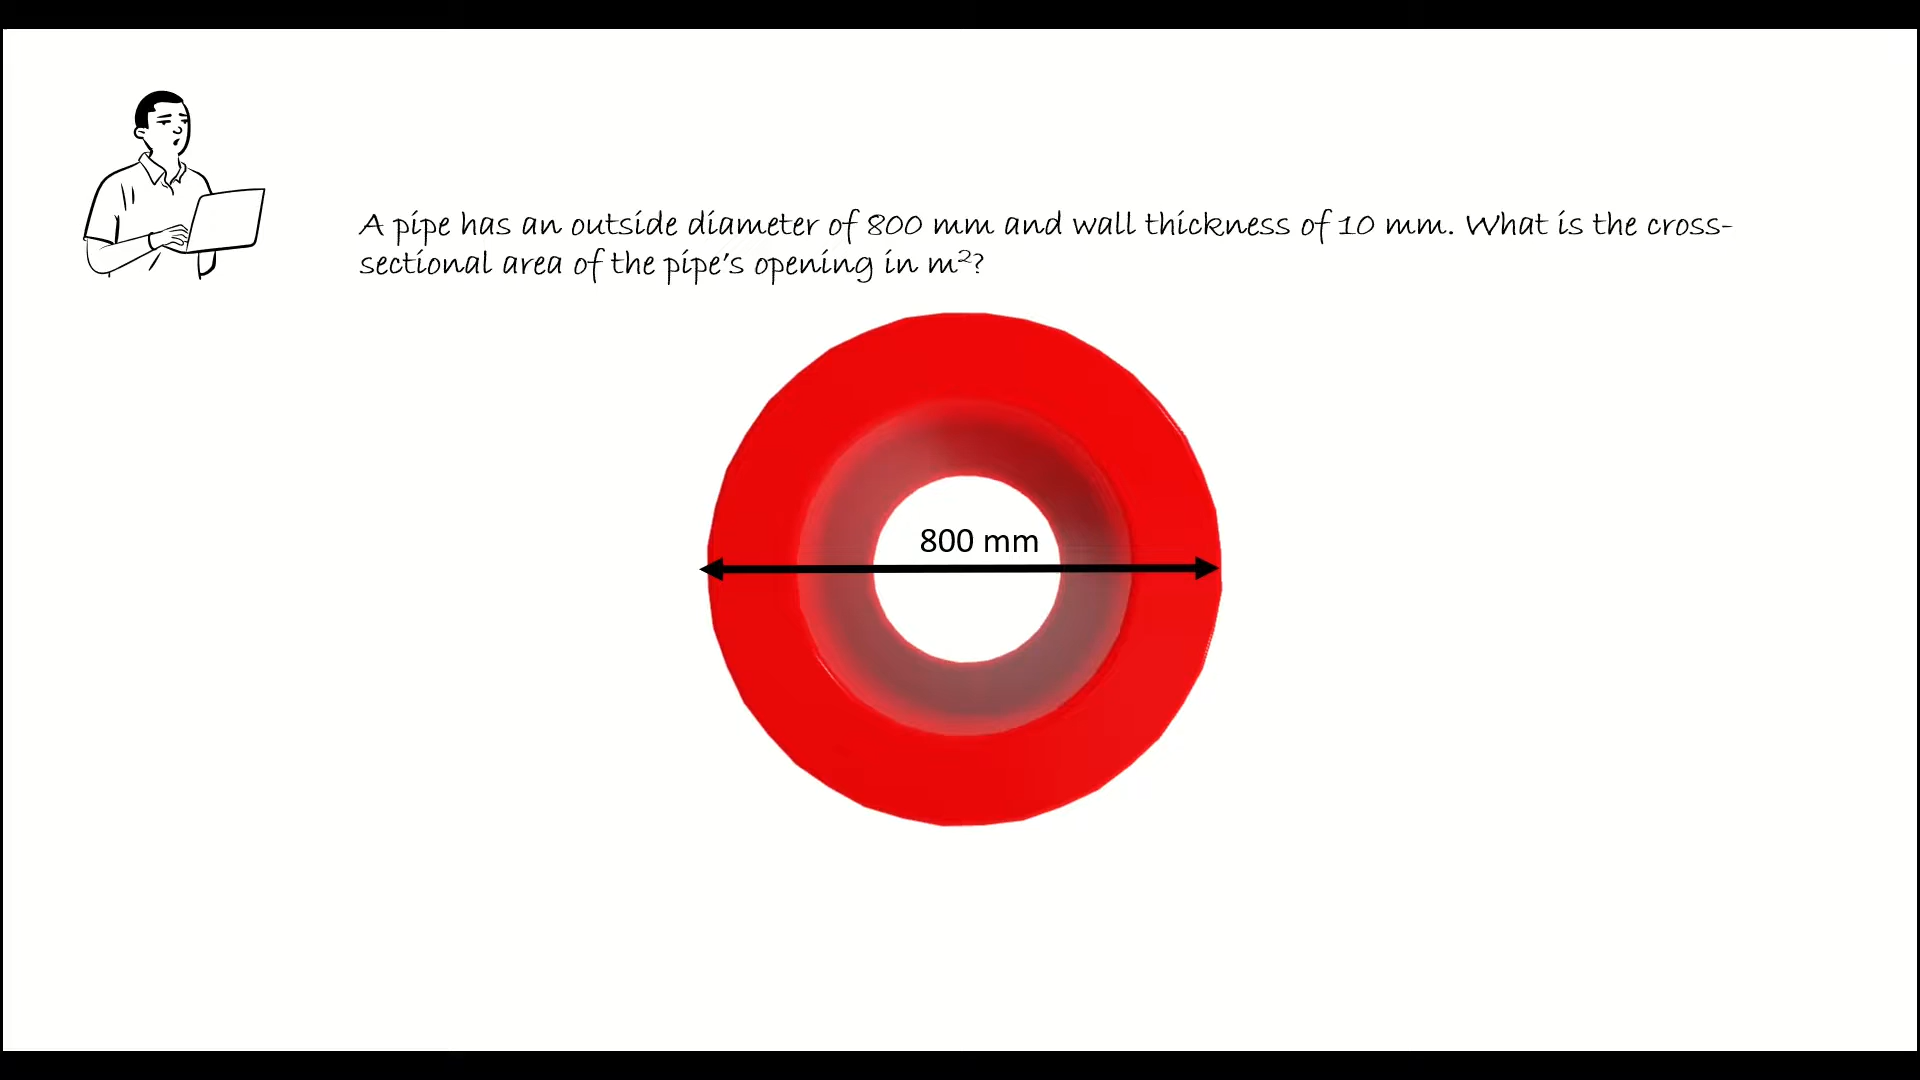 A pipe has an outside diameter of 800 mm and wall thickness of 10 mm. What is the cross-
sectional area of the pipe's opening in m²?
800 mm